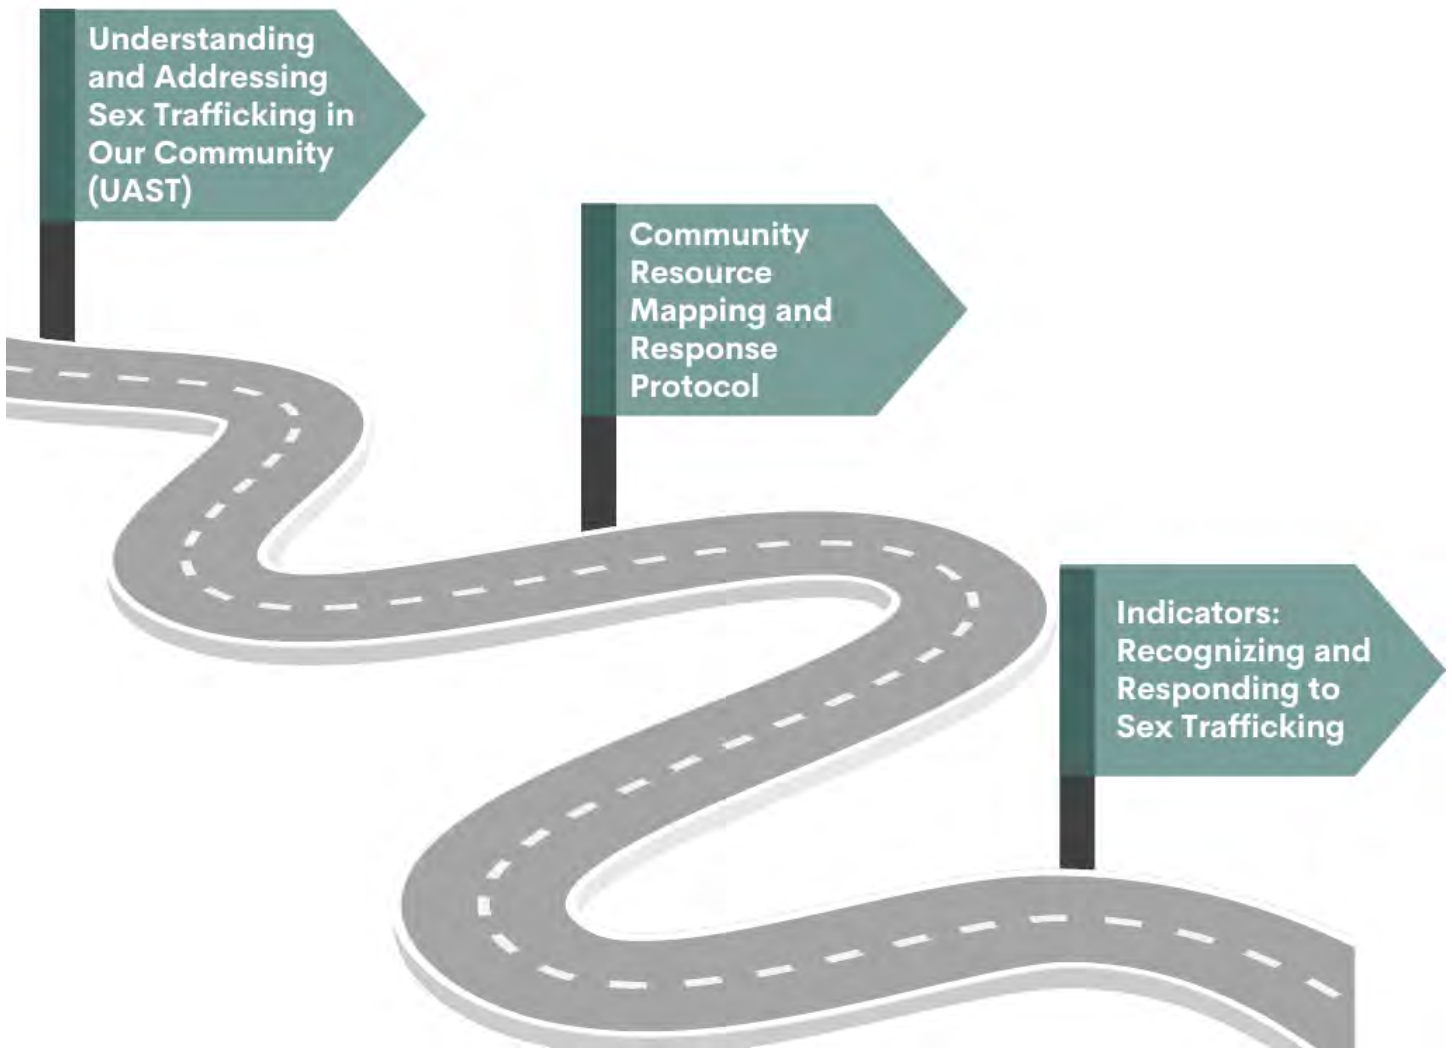 Understanding
and Addressing
Sex Trafficking in
Our Community
(UAST)
Community
Resource
Mapping and
Response
Protocol
Indicators:
Recognizing and
Responding to
Sex Trafficking